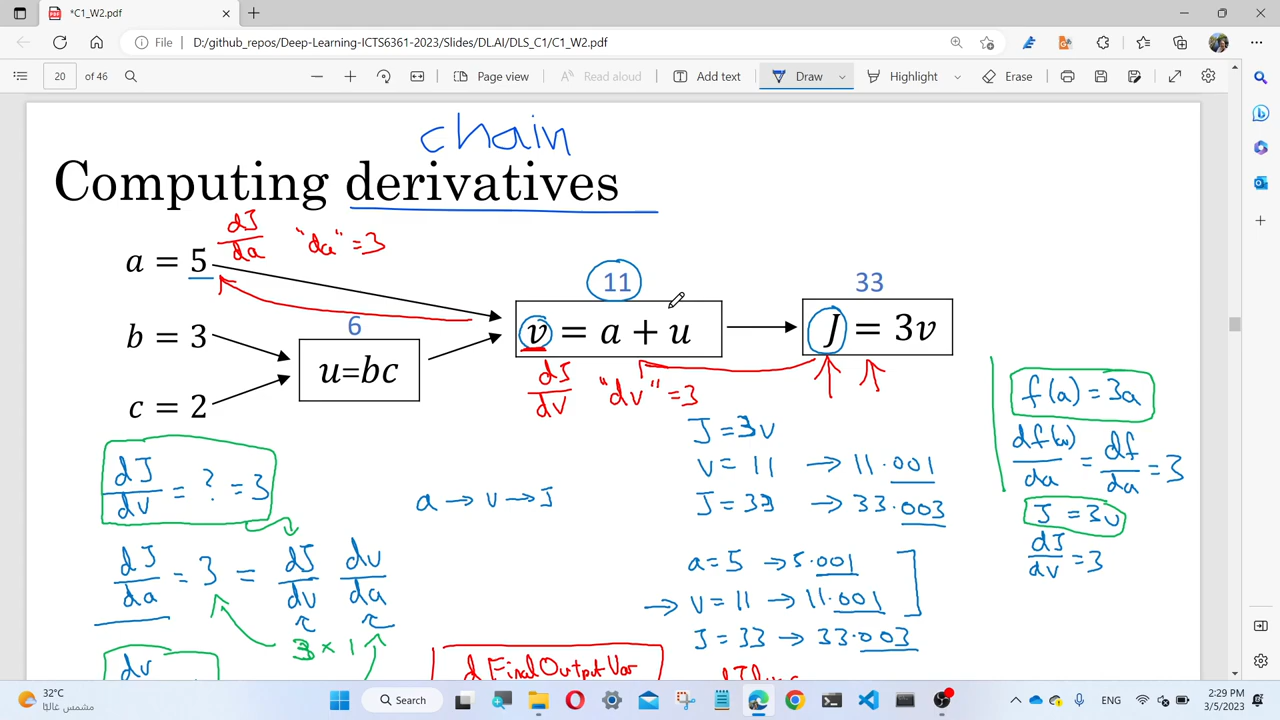 *C1_W2.pdf
File
D:/github_repos/Deep-Learning-ICTS6361-2023/Slides/DL.AI/DLS_C1/C1_W2.pdf
20 of 46
Page view
Read aloud
Add text
Draw
Highlight
Erase
chain
Computing derivatives
dJ/da "da" = 3
a = 5
11
33
b = 3
6
v = a + u
J = 3v
u=bc
c = 2
dJ/dv "dv" = 3
f(a) = 3a
J = 3v
df(a)/da = df/da = 3
dJ/dv = ? = 3
v = 11 → 11.001
a → v → J
J = 33 → 33.003
J = 3v
dJ/dv = 3
dJ/da = 3 = dJ/dv dv/da
a = 5 → 5.001
→ v = 11 → 11.001
3 × 1
J = 33 → 33.003
dv
dFinalOutputVar
32°C
مشمس غالبًا
Search
ENG
2:29 PM
3/5/2023